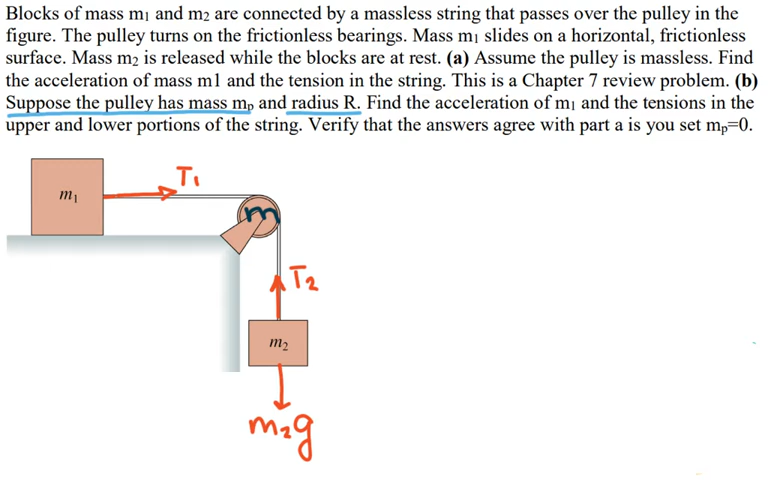 Blocks of mass m₁ and m₂ are connected by a massless string that passes over the pulley in the
figure. The pulley turns on the frictionless bearings. Mass m₁ slides on a horizontal, frictionless
surface. Mass m₂ is released while the blocks are at rest. (a) Assume the pulley is massless. Find
the acceleration of mass m1 and the tension in the string. This is a Chapter 7 review problem. (b)
Suppose the pulley has mass mₚ and radius R. Find the acceleration of m₁ and the tensions in the
upper and lower portions of the string. Verify that the answers agree with part a is you set mₚ=0.
T₁
m₁
m
T₂
m₂
m₂g